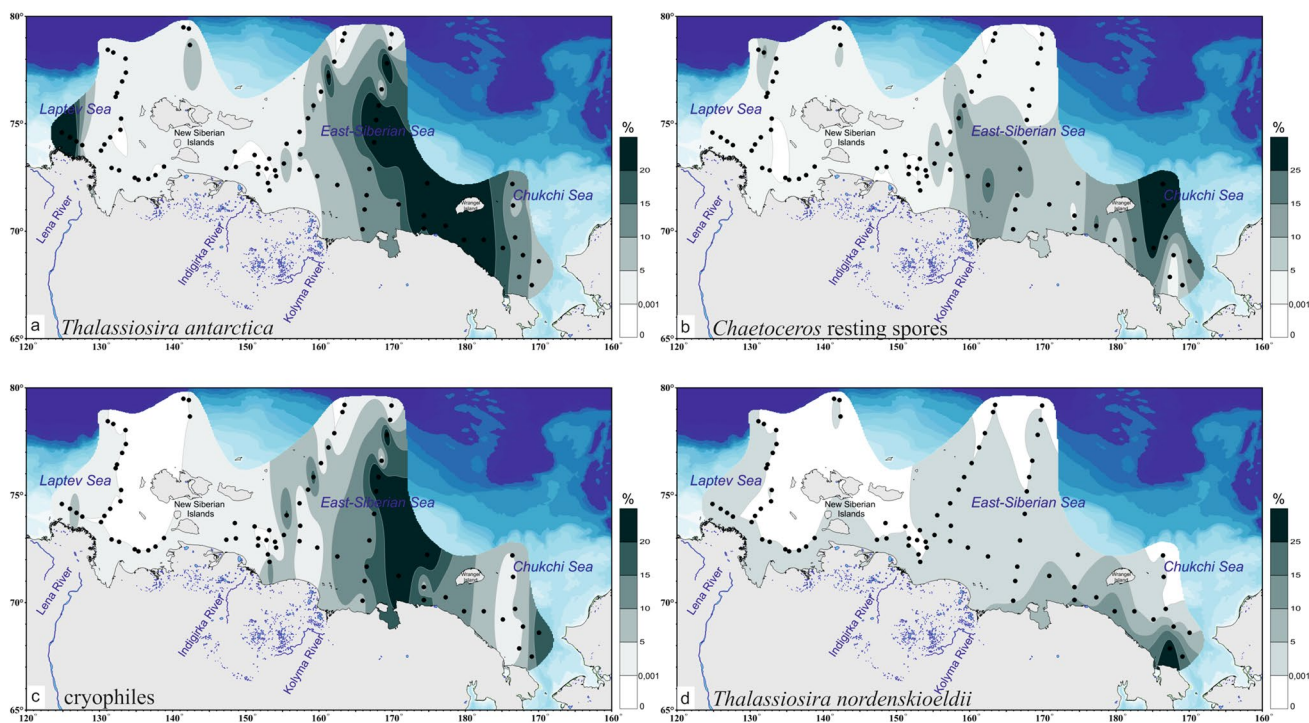 80°
75°
70°
65°
120° 130° 140° 150° 160° 170° 180° 170° 160°
Laptev Sea
New Siberian
Islands
East-Siberian Sea
Wrangel
Island
Chukchi Sea
Lena River
Indigirka River
Kolyma River
%
20
15
10
5
0,001
0
a Thalassiosira antarctica
80°
75°
70°
65°
120° 130° 140° 150° 160° 170° 180° 170° 160°
Laptev Sea
New Siberian
Islands
East-Siberian Sea
Wrangel
Island
Chukchi Sea
Lena River
Indigirka River
Kolyma River
%
25
15
10
5
0,001
0
b Chaetoceros resting spores
80°
75°
70°
65°
120° 130° 140° 150° 160° 170° 180° 170° 160°
Laptev Sea
New Siberian
Islands
East-Siberian Sea
Wrangel
Island
Chukchi Sea
Lena River
Indigirka River
Kolyma River
%
20
15
10
5
0,001
0
c cryophiles
80°
75°
70°
65°
120° 130° 140° 150° 160° 170° 180° 170° 160°
Laptev Sea
New Siberian
Islands
East-Siberian Sea
Wrangel
Island
Chukchi Sea
Lena River
Indigirka River
Kolyma River
%
25
15
10
5
0,001
0
d Thalassiosira nordenskioeldii